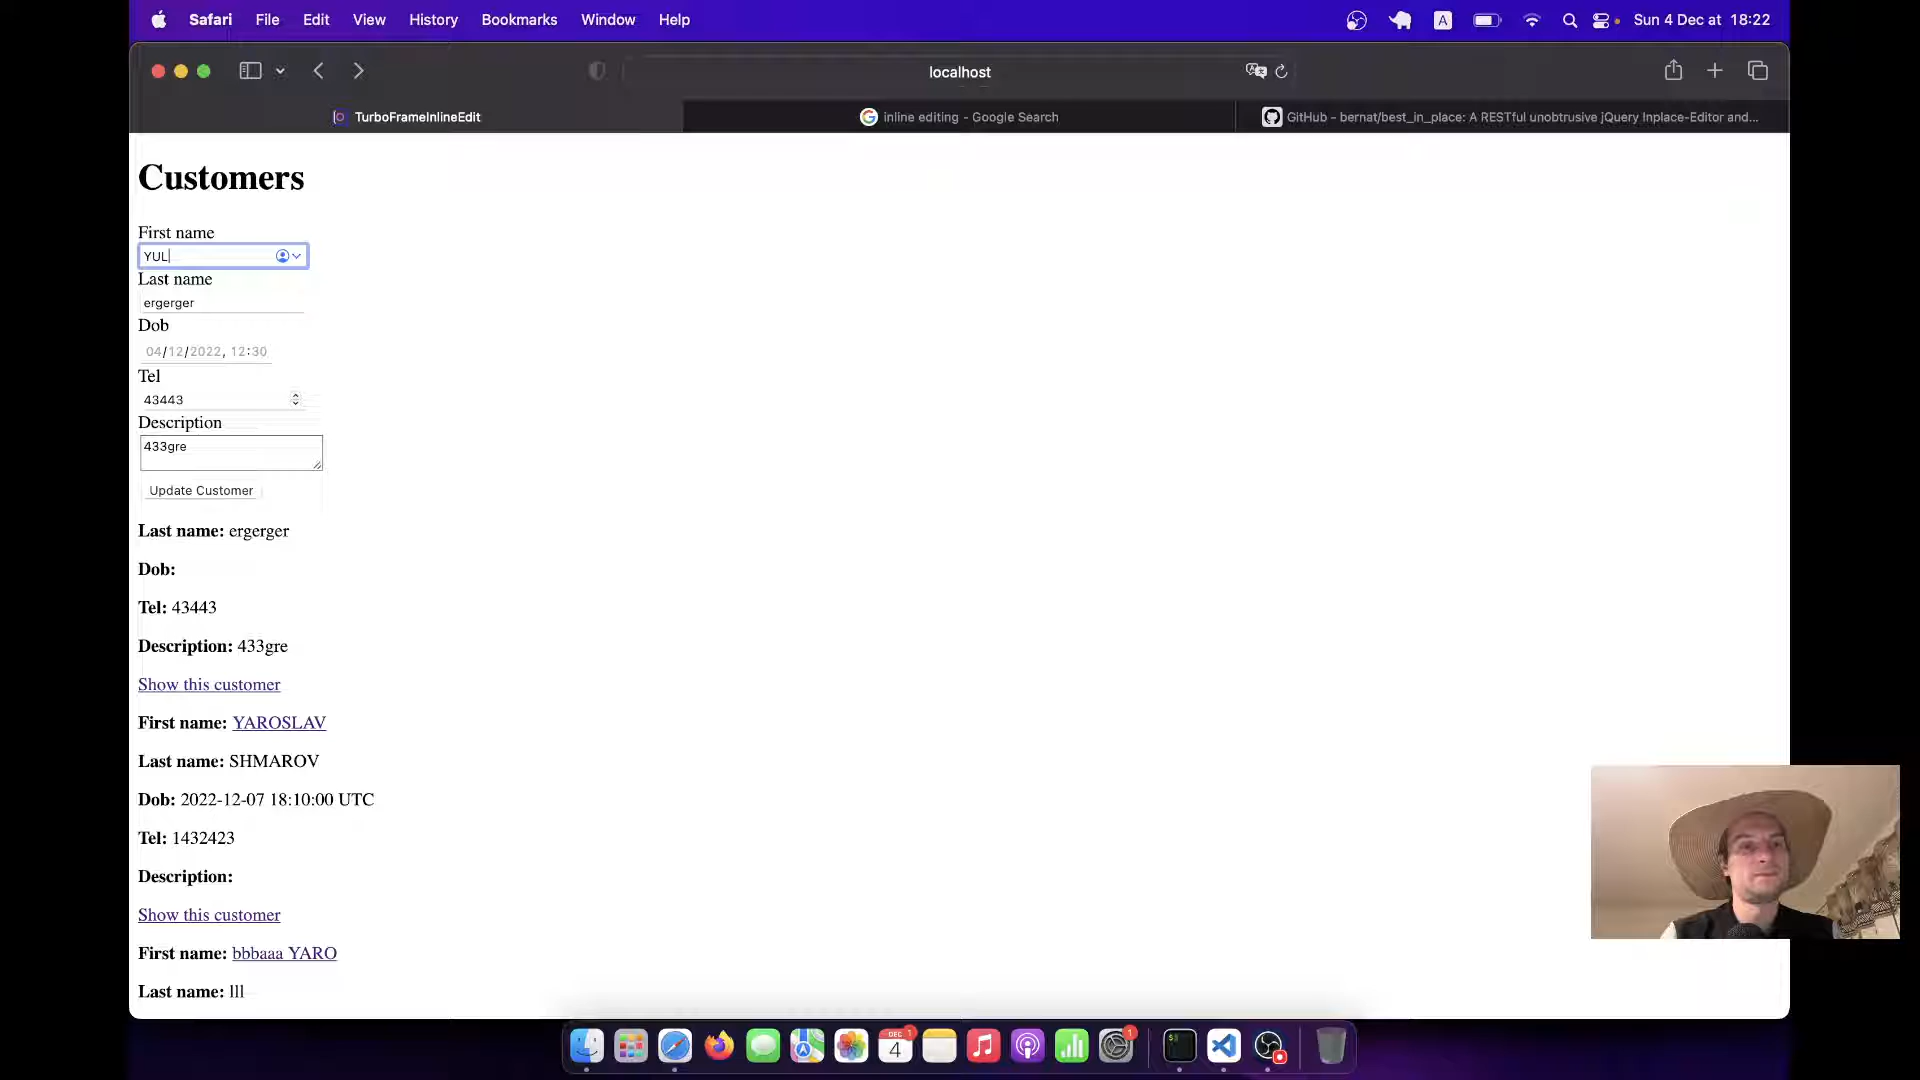 Safari File Edit View History Bookmarks Window Help A Sun 4 Dec at 18:22
localhost
TurboFrameInlineEdit inline editing - Google Search GitHub - bernat/best_in_place: A RESTful unobtrusive jQuery Inplace-Editor and...
Customers
First name
YUL
Last name
ergerger
Dob
04/12/2022, 12:30
Tel
43443
Description
433gre
Update Customer
Last name: ergerger
Dob:
Tel: 43443
Description: 433gre
Show this customer
First name: YAROSLAV
Last name: SHMAROV
Dob: 2022-12-07 18:10:00 UTC
Tel: 1432423
Description:
Show this customer
First name: bbbaaa YARO
Last name: lll
DEC 1
4
1
$